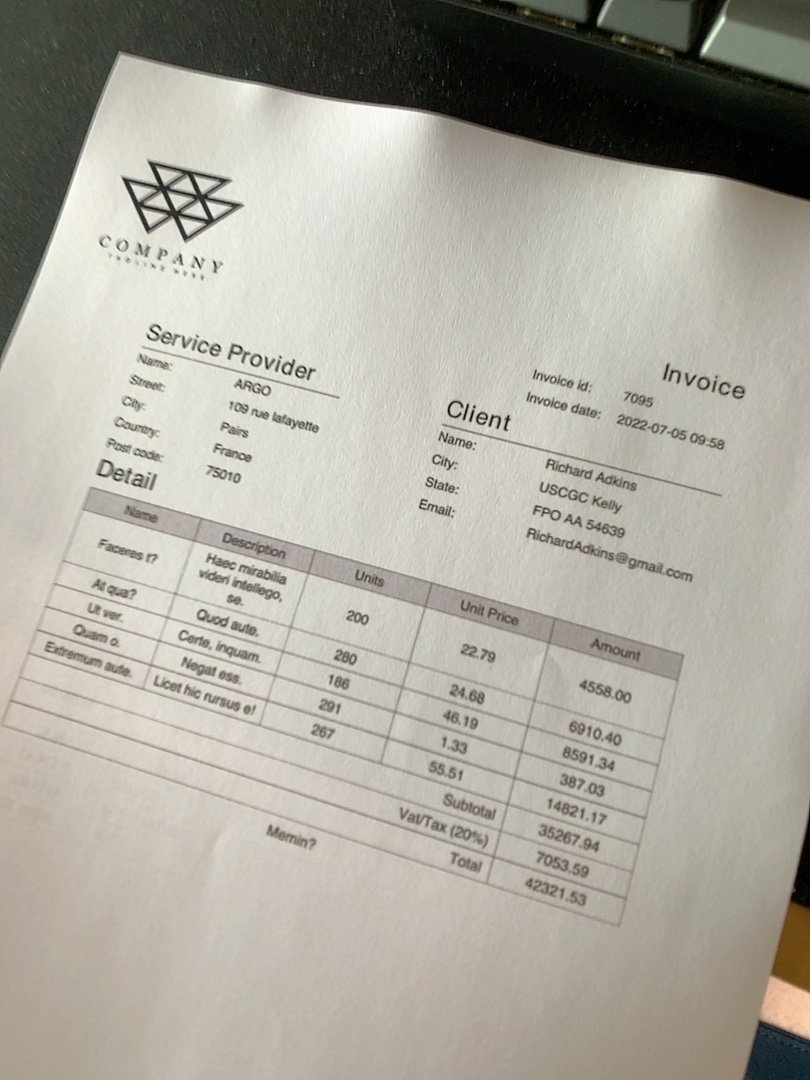 COMPANY
TAGLINE HERE
Invoice
Invoice id: 7095
Invoice date: 2022-07-05 09:58
Service Provider
Name: ARGO
Street: 109 rue lafayette
City: Pairs
Country: France
Post code: 75010
Client
Name: Richard Adkins
City: USCGC Kelly
State: FPO AA 54639
Email: RichardAdkins@gmail.com
Detail
Name Description Units Unit Price Amount
Faceres t? Haec mirabilia videri intellego, se. 200 22.79 4558.00
At qua? Quod aute. 280 24.68 6910.40
Ut ver. Certe, inquam. 186 46.19 8591.34
Quam o. Negat ess. 291 1.33 387.03
Extremum aute. Licet hic rursus e! 267 55.51 14821.17
Subtotal 35267.94
Vat/Tax (20%) 7053.59
Total 42321.53
Memin?